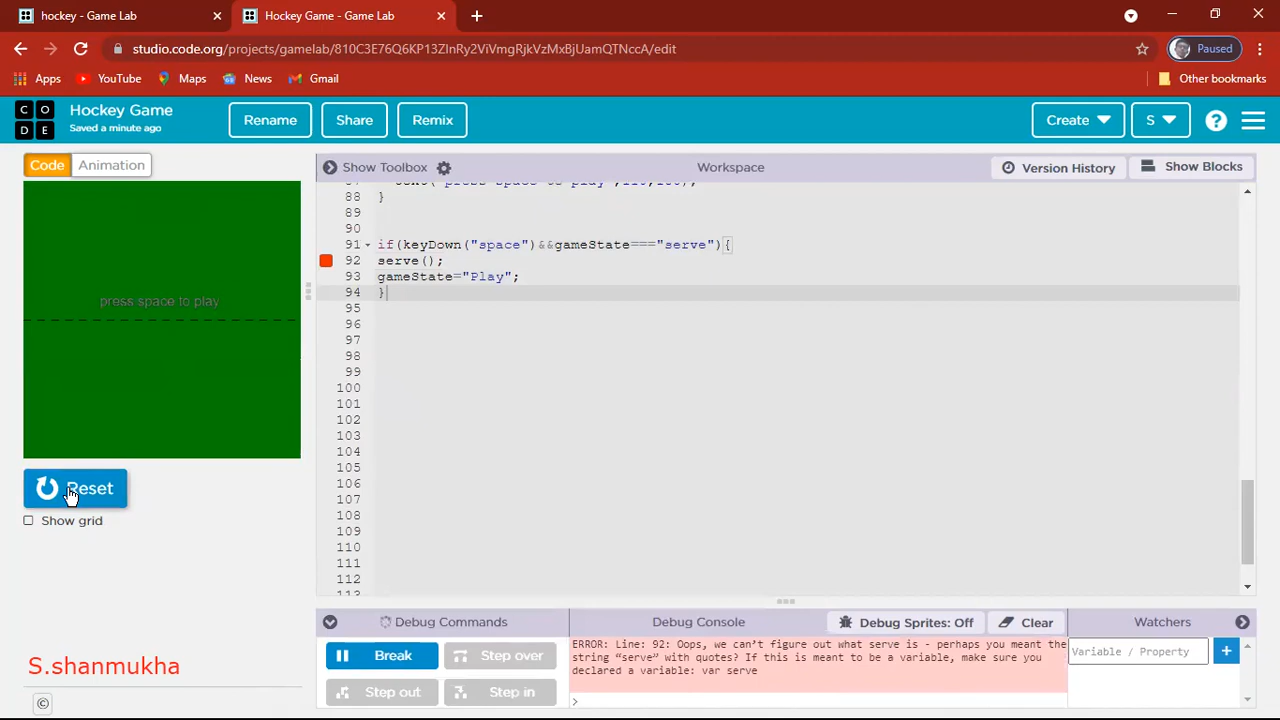 hockey - Game Lab
Hockey Game - Game Lab
studio.code.org/projects/gamelab/810C3E76Q6KP13ZInRy2ViVmgRjkVzMxBjUamQTNccA/edit
Paused
Apps YouTube Maps News Gmail Other bookmarks
CODE
Hockey Game
Saved a minute ago
Rename Share Remix Create S ?
Code Animation
Show Toolbox Workspace Version History Show Blocks
press space to play
88 }
89
90
91 if(keyDown("space")&&gameState==="serve"){
92 serve();
93 gameState="Play";
94 }
95
96
97
98
99
100
101
102
103
104
105
106
107
108
109
110
111
112
Reset
Show grid
Debug Commands
Break Step over
Step out Step in
Debug Console Debug Sprites: Off Clear
ERROR: Line: 92: Oops, we can't figure out what serve is - perhaps you meant the
string “serve” with quotes? If this is meant to be a variable, make sure you
declared a variable: var serve
>
Watchers
Variable / Property
S.shanmukha
©